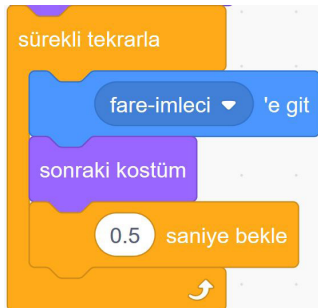 sürekli tekrarla
fare-imleci 'e git
sonraki kostüm
0.5 saniye bekle